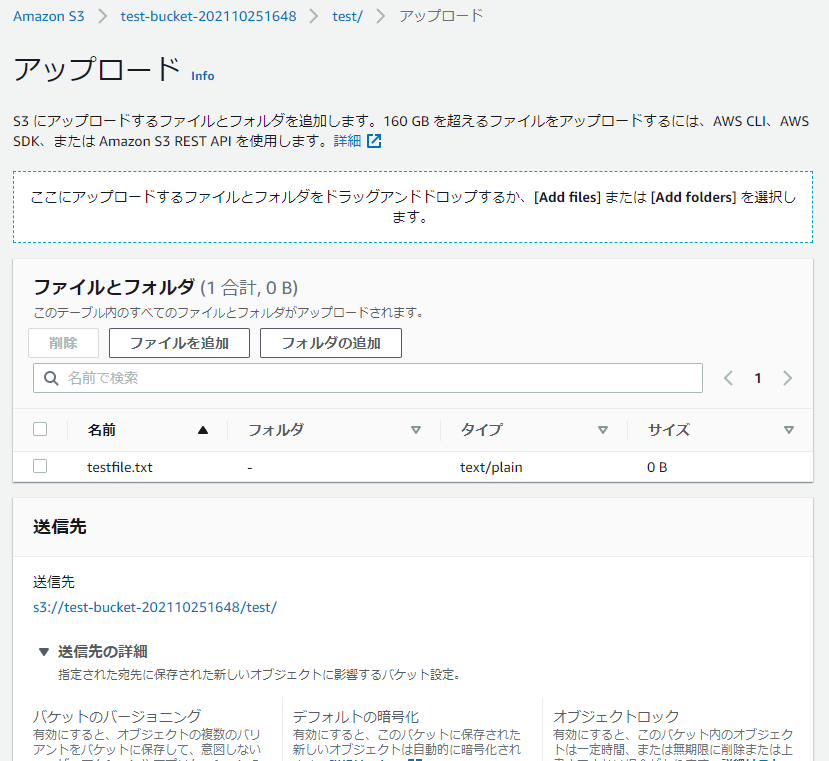 Amazon S3 > test-bucket-202110251648 > test/ > アップロード
アップロード Info
S3 にアップロードするファイルとフォルダを追加します。160 GB を超えるファイルをアップロードするには、AWS CLI、AWS
SDK、または Amazon S3 REST API を使用します。詳細
ここにアップロードするファイルとフォルダをドラッグアンドドロップするか、[Add files] または [Add folders] を選択し
ます。
ファイルとフォルダ (1 合計, 0 B)
このテーブル内のすべてのファイルとフォルダがアップロードされます。
削除 ファイルを追加 フォルダの追加
名前で検索 < 1 >
名前 フォルダ タイプ サイズ
testfile.txt - text/plain 0 B
送信先
送信先
s3://test-bucket-202110251648/test/
送信先の詳細
指定された宛先に保存された新しいオブジェクトに影響するバケット設定。
バケットのバージョニング
有効にすると、オブジェクトの複数のバリ
アントをバケットに保存して、意図しない
デフォルトの暗号化
有効にすると、このバケットに保存された
新しいオブジェクトは自動的に暗号化され
オブジェクトロック
有効にすると、このバケット内のオブジェク
トは一定時間、または無期限に削除または上